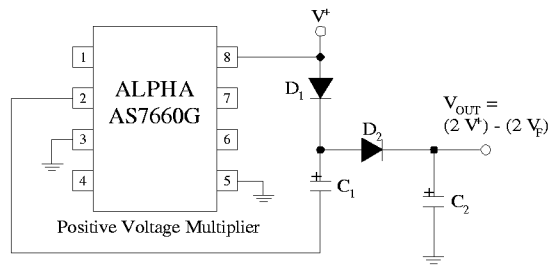 V+
1
8
ALPHA
AS7660G
2
7
3
6
4
5
D1
D2
VOUT =
(2 V+) - (2 VF)
+
C1
+
C2
Positive Voltage Multiplier